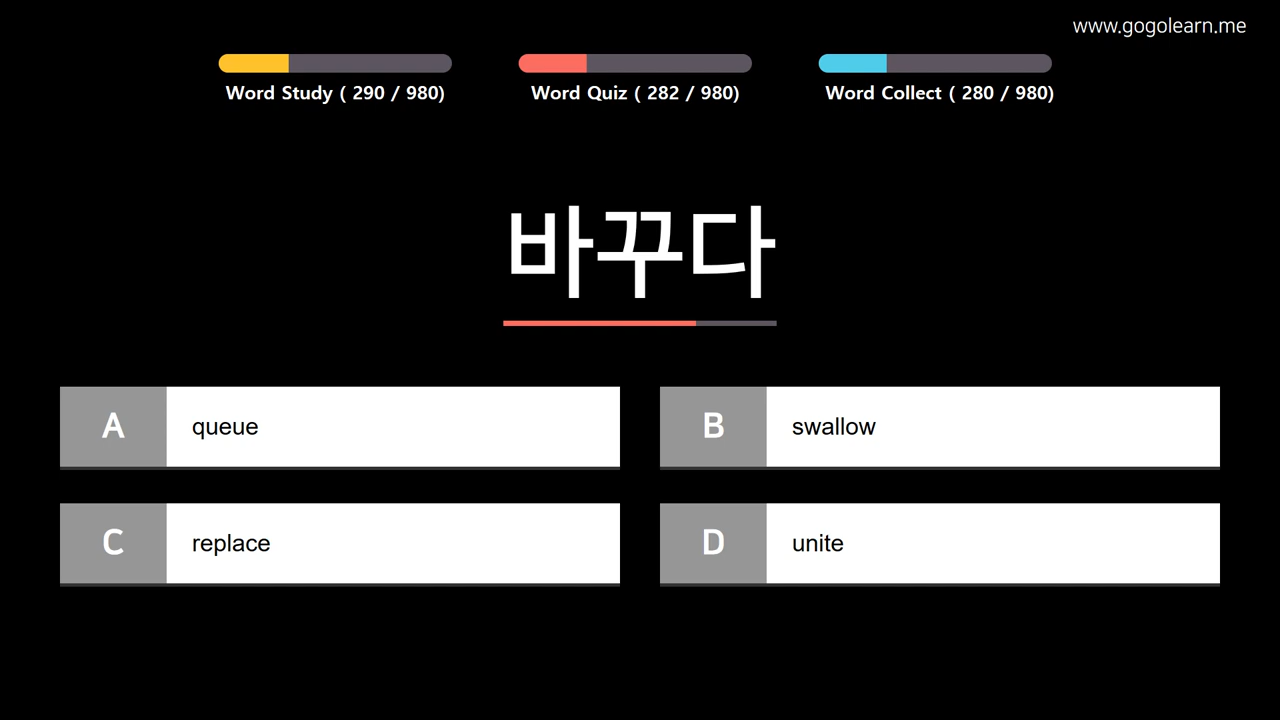 www.gogolearn.me
Word Study ( 290 / 980)
Word Quiz ( 282 / 980)
Word Collect ( 280 / 980)
바꾸다
A queue
B swallow
C replace
D unite